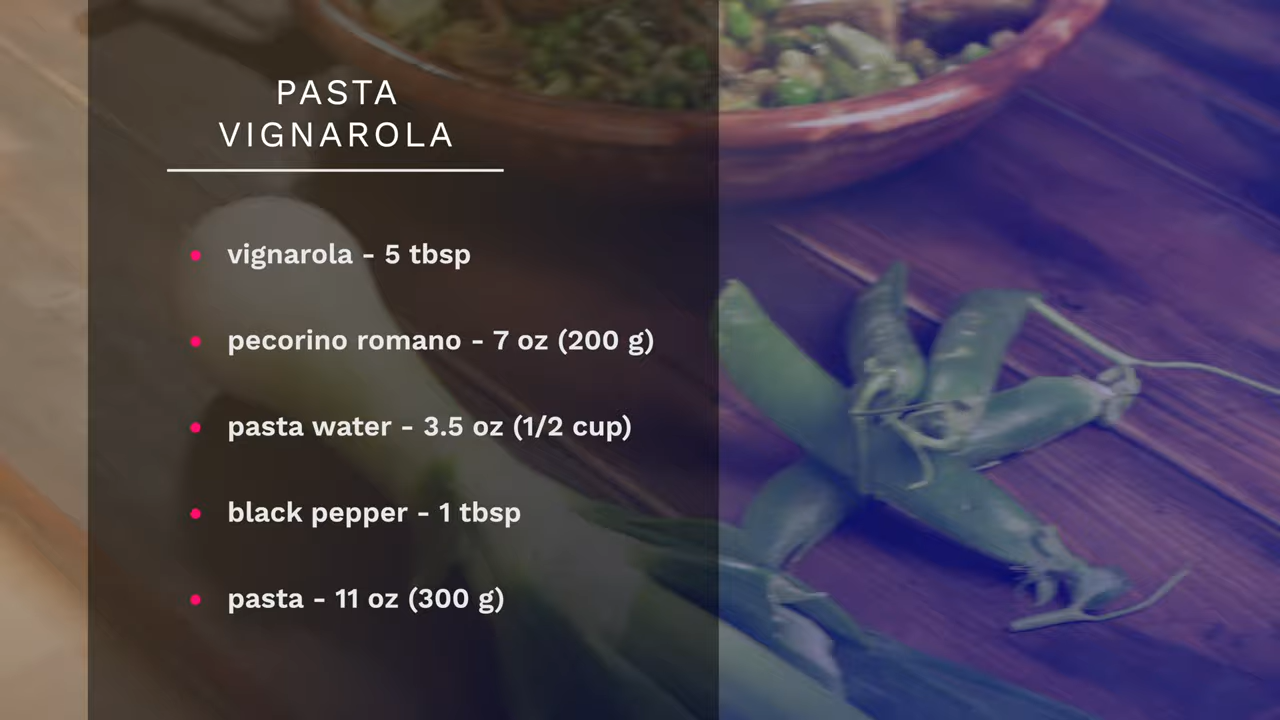 PASTA
VIGNAROLA
vignarola - 5 tbsp
pecorino romano - 7 oz (200 g)
pasta water - 3.5 oz (1/2 cup)
black pepper - 1 tbsp
pasta - 11 oz (300 g)